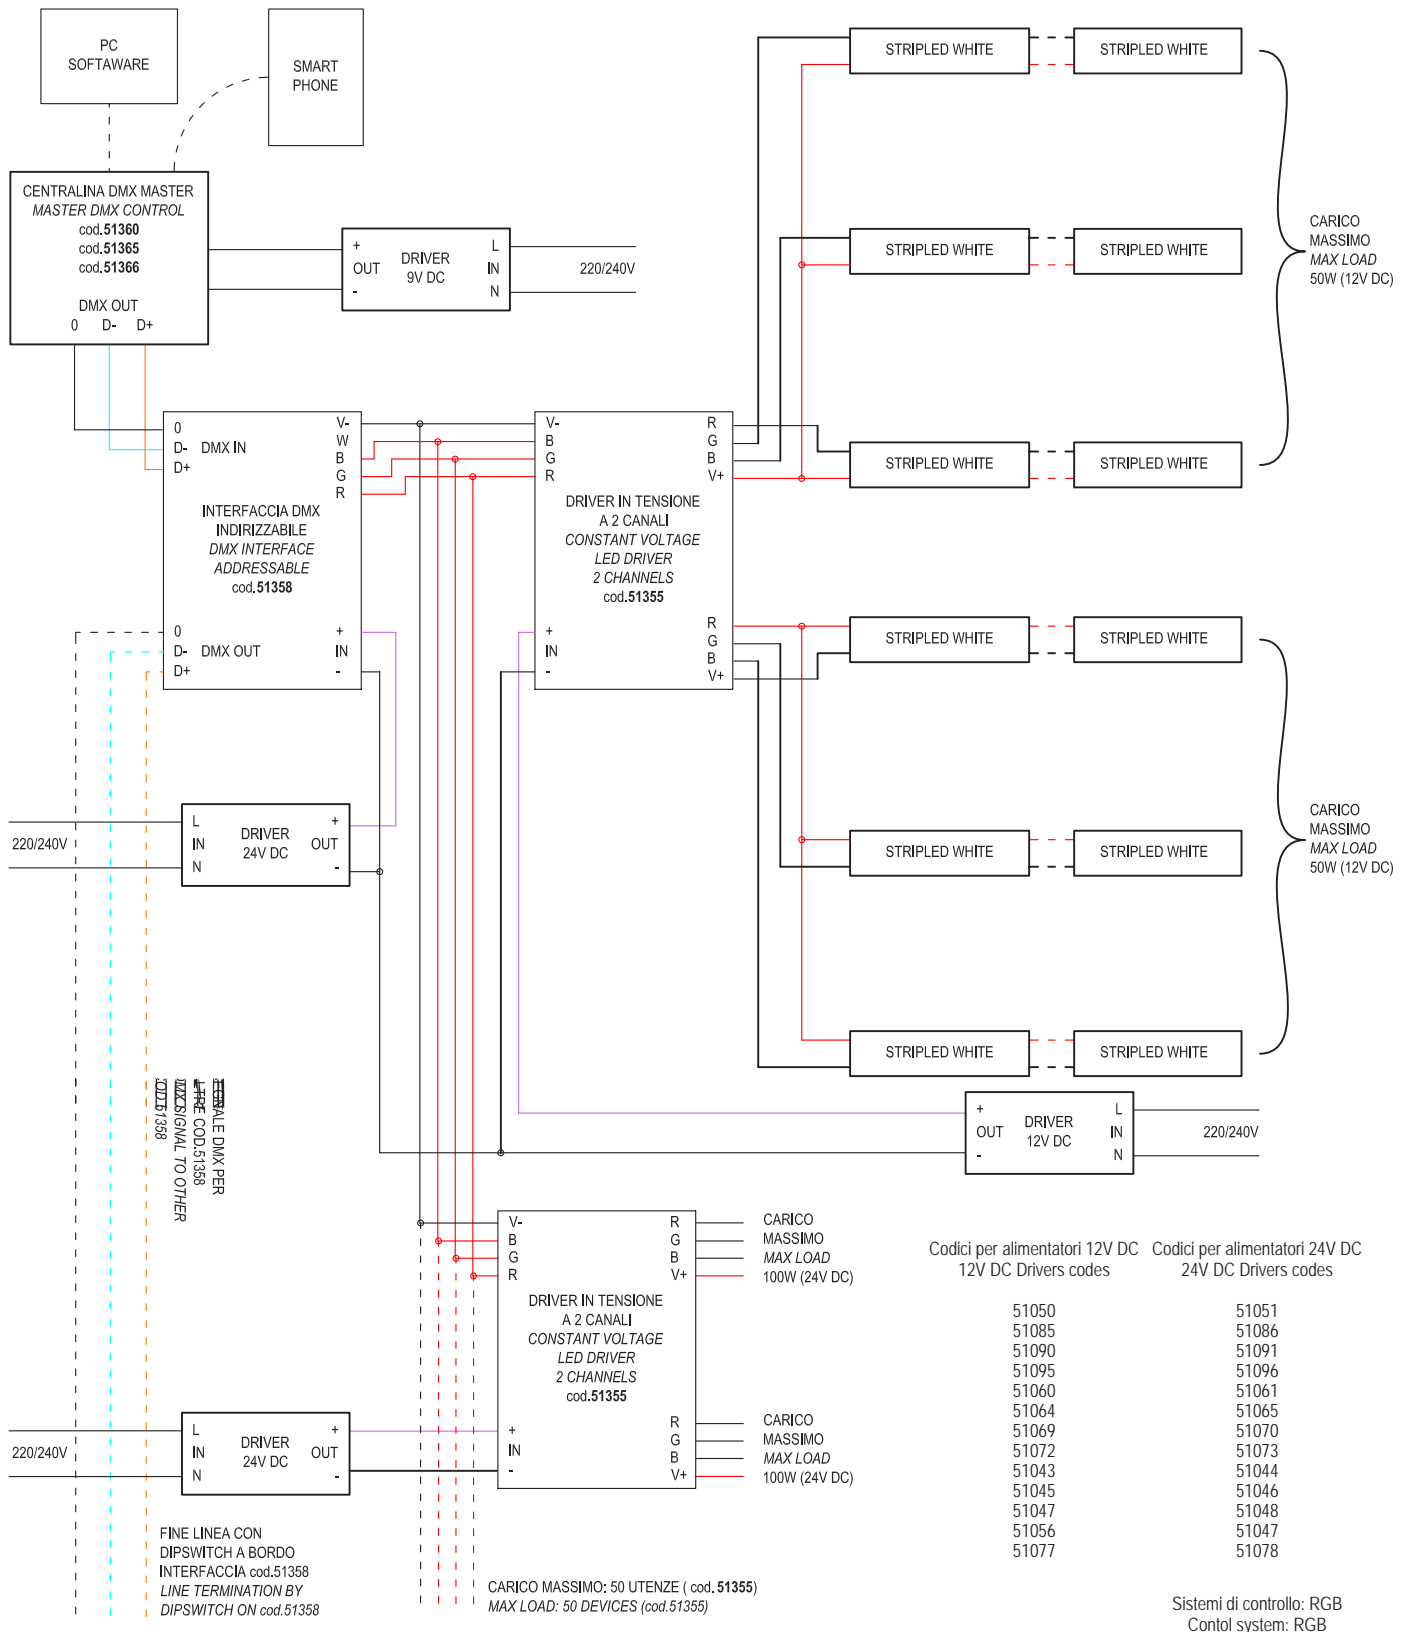 PC
SOFTAWARE
SMART
PHONE
CENTRALINA DMX MASTER
MASTER DMX CONTROL
cod.51360
cod.51365
cod.51366
DMX OUT
0 D- D+
+ L
OUT DRIVER IN
9V DC
- N
220/240V
STRIPLED WHITE STRIPLED WHITE
STRIPLED WHITE STRIPLED WHITE
STRIPLED WHITE STRIPLED WHITE
CARICO
MASSIMO
MAX LOAD
50W (12V DC)
0
D- DMX IN
D+
V-
W
B
G
R
INTERFACCIA DMX
INDIRIZZABILE
DMX INTERFACE
ADDRESSABLE
cod.51358
0
D- DMX OUT
D+
+
IN
-
V-
B
G
R
R
G
B
V+
DRIVER IN TENSIONE
A 2 CANALI
CONSTANT VOLTAGE
LED DRIVER
2 CHANNELS
cod.51355
+
IN
-
R
G
B
V+
STRIPLED WHITE STRIPLED WHITE
STRIPLED WHITE STRIPLED WHITE
STRIPLED WHITE STRIPLED WHITE
CARICO
MASSIMO
MAX LOAD
50W (12V DC)
220/240V
L +
IN DRIVER OUT
24V DC
N -
DMX PER
COD.51358
SIGNAL TO OTHER
+ L
OUT DRIVER IN
12V DC
- N
220/240V
V-
B
G
R
R
G
B
V+
CARICO
MASSIMO
MAX LOAD
100W (24V DC)
DRIVER IN TENSIONE
A 2 CANALI
CONSTANT VOLTAGE
LED DRIVER
2 CHANNELS
cod.51355
+
IN
-
R
G
B
V+
CARICO
MASSIMO
MAX LOAD
100W (24V DC)
220/240V
L +
IN DRIVER OUT
24V DC
N -
FINE LINEA CON
DIPSWITCH A BORDO
INTERFACCIA cod.51358
LINE TERMINATION BY
DIPSWITCH ON cod.51358
CARICO MASSIMO: 50 UTENZE ( cod. 51355)
MAX LOAD: 50 DEVICES (cod.51355)
Codici per alimentatori 12V DC
12V DC Drivers codes
51050
51085
51090
51095
51060
51064
51069
51072
51043
51045
51047
51056
51077
Codici per alimentatori 24V DC
24V DC Drivers codes
51051
51086
51091
51096
51061
51065
51070
51073
51044
51046
51048
51047
51078
Sistemi di controllo: RGB
Contol system: RGB